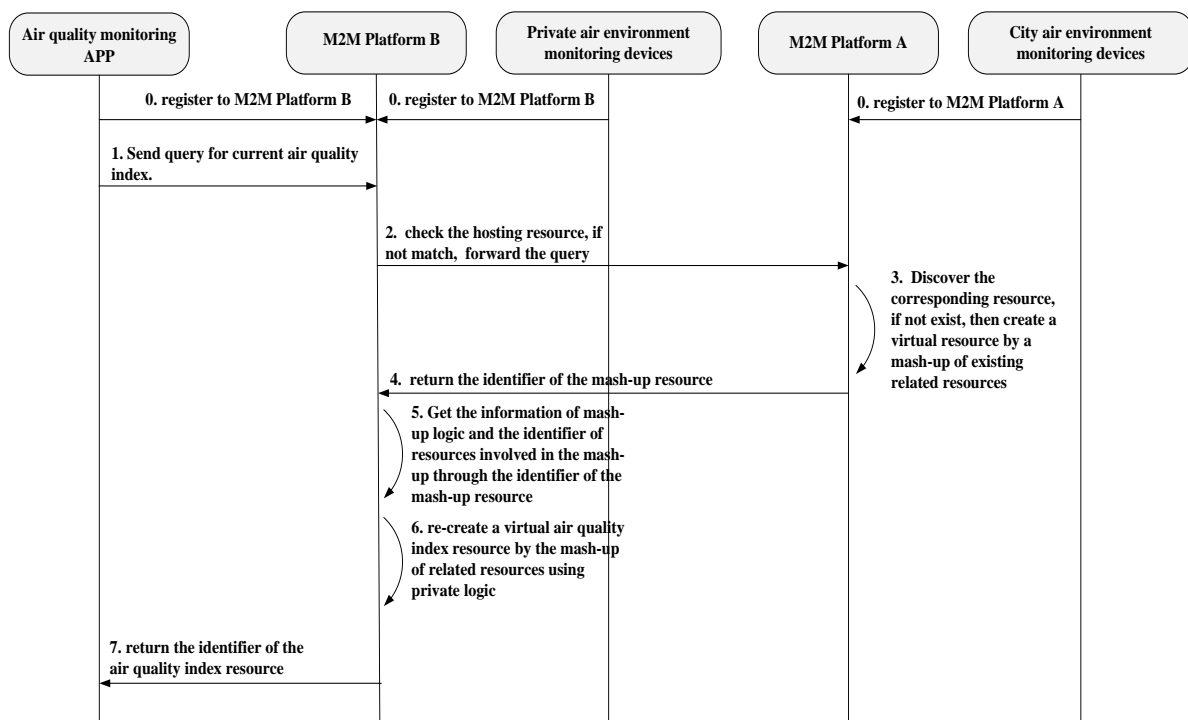 Air quality monitoring
APP
M2M Platform B
Private air environment
monitoring devices
M2M Platform A
City air environment
monitoring devices
0. register to M2M Platform B
0. register to M2M Platform B
0. register to M2M Platform A
1. Send query for current air quality
index.
2. check the hosting resource, if
not match, forward the query
3. Discover the
corresponding resource,
if not exist, then create a
virtual resource by a
mash-up of existing
related resources
4. return the identifier of the mash-up resource
5. Get the information of mash-
up logic and the identifier of
resources involved in the mash-
up through the identifier of the
mash-up resource
6. re-create a virtual air quality
index resource by the mash-up
of related resources using
private logic
7. return the identifier of the
air quality index resource